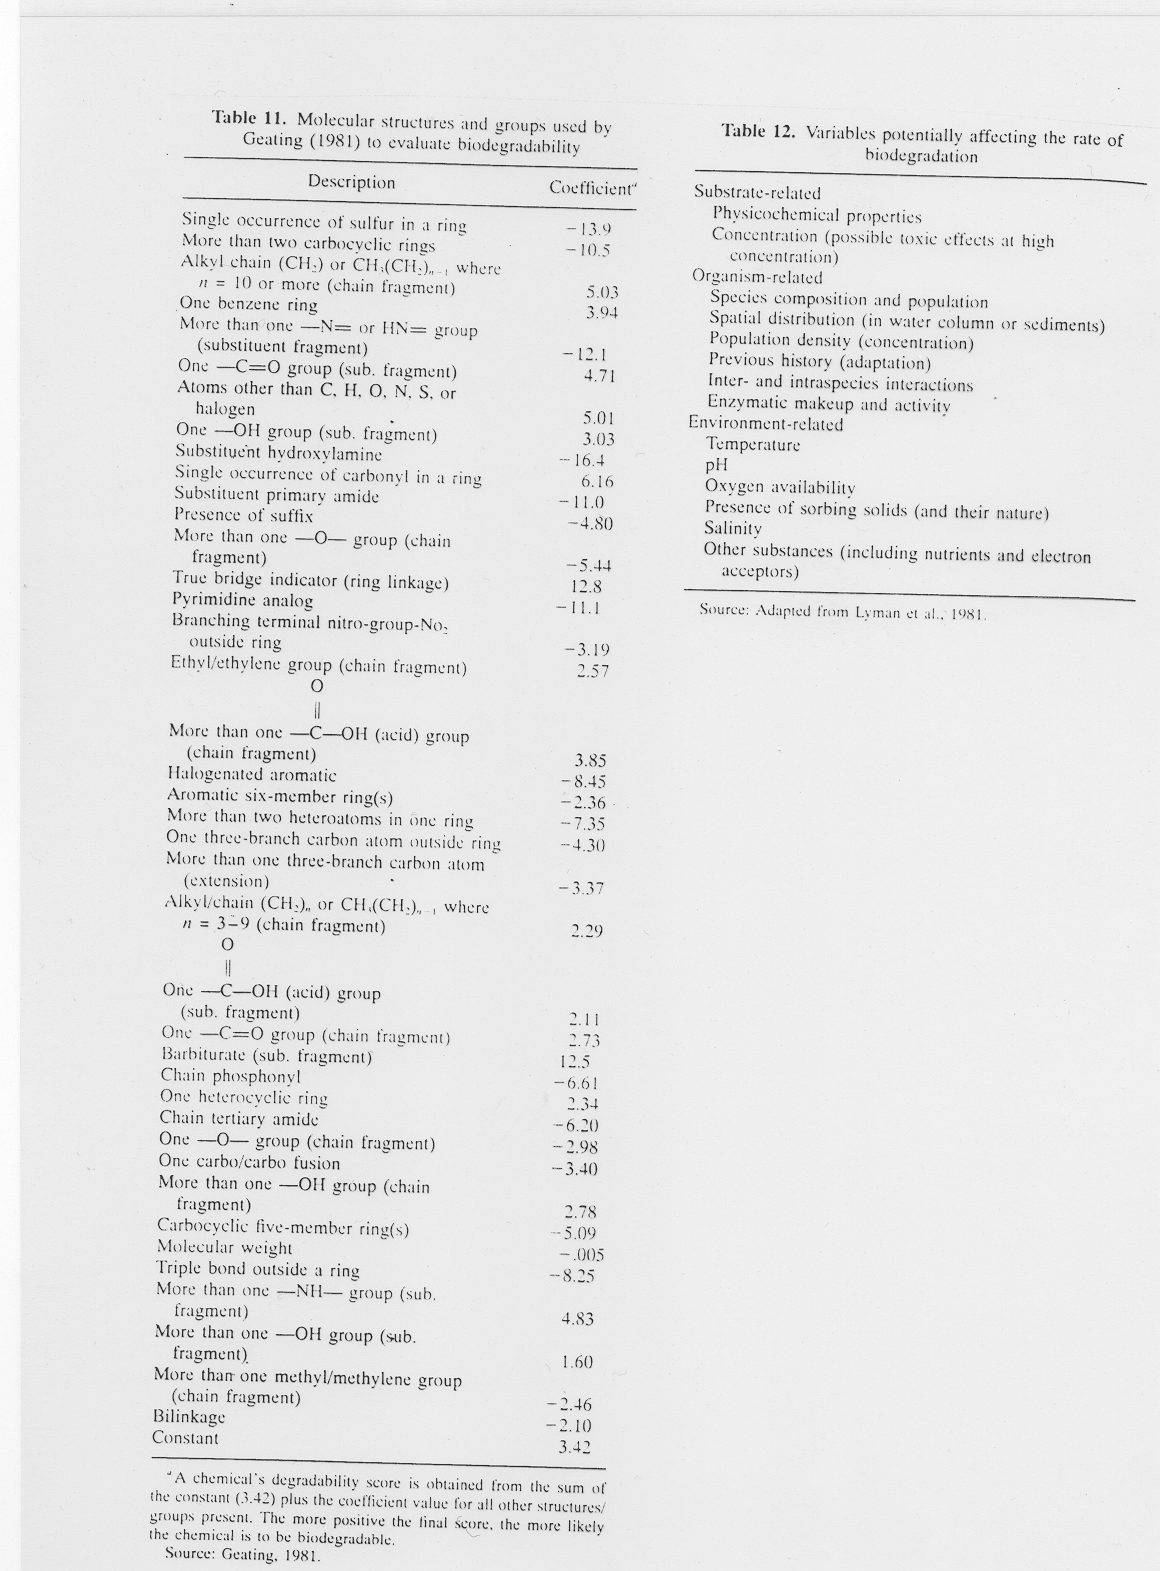 Table 11. Molecular structures and groups used by
Geating (1981) to evaluate biodegradability
Description Coefficientᵃ
Single occurrence of sulfur in a ring −13.9
More than two carbocyclic rings −10.5
Alkyl chain (CH₂) or CH₃(CH₂)ₙ₋₁ where
n = 10 or more (chain fragment) 5.03
One benzene ring 3.94
More than one —N= or HN= group
(substituent fragment) −12.1
One —C=O group (sub. fragment) 4.71
Atoms other than C, H, O, N, S, or
halogen 5.01
One —OH group (sub. fragment) 3.03
Substituent hydroxylamine −16.4
Single occurrence of carbonyl in a ring 6.16
Substituent primary amide −11.0
Presence of suffix −4.80
More than one —O— group (chain
fragment) −5.44
True bridge indicator (ring linkage) 12.8
Pyrimidine analog −11.1
Branching terminal nitro-group-No₂
outside ring −3.19
Ethyl/ethylene group (chain fragment) 2.57
O
||
More than one —C—OH (acid) group
(chain fragment) 3.85
Halogenated aromatic −8.45
Aromatic six-member ring(s) −2.36
More than two heteroatoms in one ring −7.35
One three-branch carbon atom outside ring −4.30
More than one three-branch carbon atom
(extension) −3.37
Alkyl/chain (CH₂)ₙ or CH₃(CH₂)ₙ₋₁ where
n = 3–9 (chain fragment) 2.29
O
||
One —C—OH (acid) group
(sub. fragment) 2.11
One —C=O group (chain fragment) 2.73
Barbiturate (sub. fragment) 12.5
Chain phosphonyl −6.61
One heterocyclic ring 2.34
Chain tertiary amide −6.20
One —O— group (chain fragment) −2.98
One carbo/carbo fusion −3.40
More than one —OH group (chain
fragment) 2.78
Carbocyclic five-member ring(s) −5.09
Molecular weight −.005
Triple bond outside a ring −8.25
More than one —NH— group (sub.
fragment) 4.83
More than one —OH group (sub.
fragment) 1.60
More than one methyl/methylene group
(chain fragment) −2.46
Bilinkage −2.10
Constant 3.42
ᵃA chemical's degradability score is obtained from the sum of
the constant (3.42) plus the coefficient value for all other structures/
groups present. The more positive the final score, the more likely
the chemical is to be biodegradable.
Source: Geating, 1981.
Table 12. Variables potentially affecting the rate of
biodegradation
Substrate-related
Physicochemical properties
Concentration (possible toxic effects at high
concentration)
Organism-related
Species composition and population
Spatial distribution (in water column or sediments)
Population density (concentration)
Previous history (adaptation)
Inter- and intraspecies interactions
Enzymatic makeup and activity
Environment-related
Temperature
pH
Oxygen availability
Presence of sorbing solids (and their nature)
Salinity
Other substances (including nutrients and electron
acceptors)
Source: Adapted from Lyman et al., 1981.